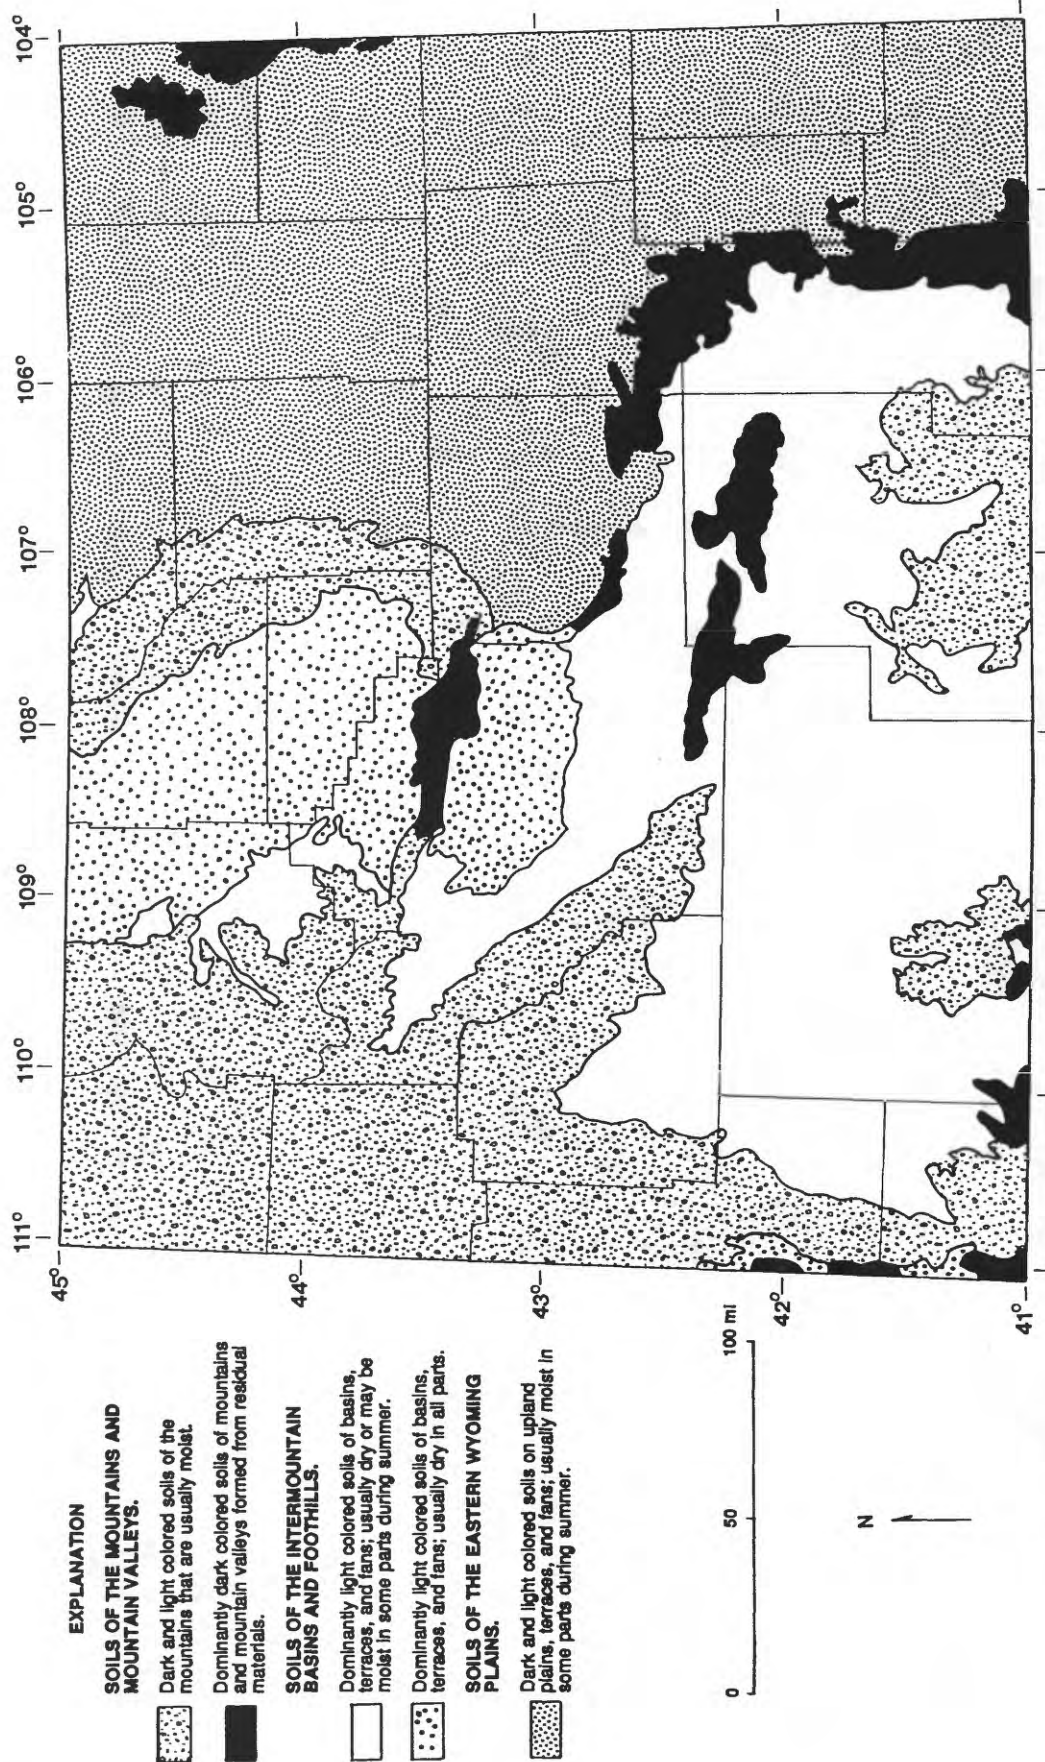 EXPLANATION
SOILS OF THE MOUNTAINS AND
MOUNTAIN VALLEYS.
Dark and light colored soils of the
mountains that are usually moist.
Dominantly dark colored soils of mountains
and mountain valleys formed from residual
materials.
SOILS OF THE INTERMOUNTAIN
BASINS AND FOOTHILLS.
Dominantly light colored soils of basins,
terraces, and fans; usually dry or may be
moist in some parts during summer.
Dominantly light colored soils of basins,
terraces, and fans; usually dry in all parts.
SOILS OF THE EASTERN WYOMING
PLAINS.
Dark and light colored soils on upland
plains, terraces, and fans; usually moist in
some parts during summer.
0 50 100 mi
N
111° 110° 109° 108° 107° 106° 105° 104°
45°
44°
43°
42°
41°